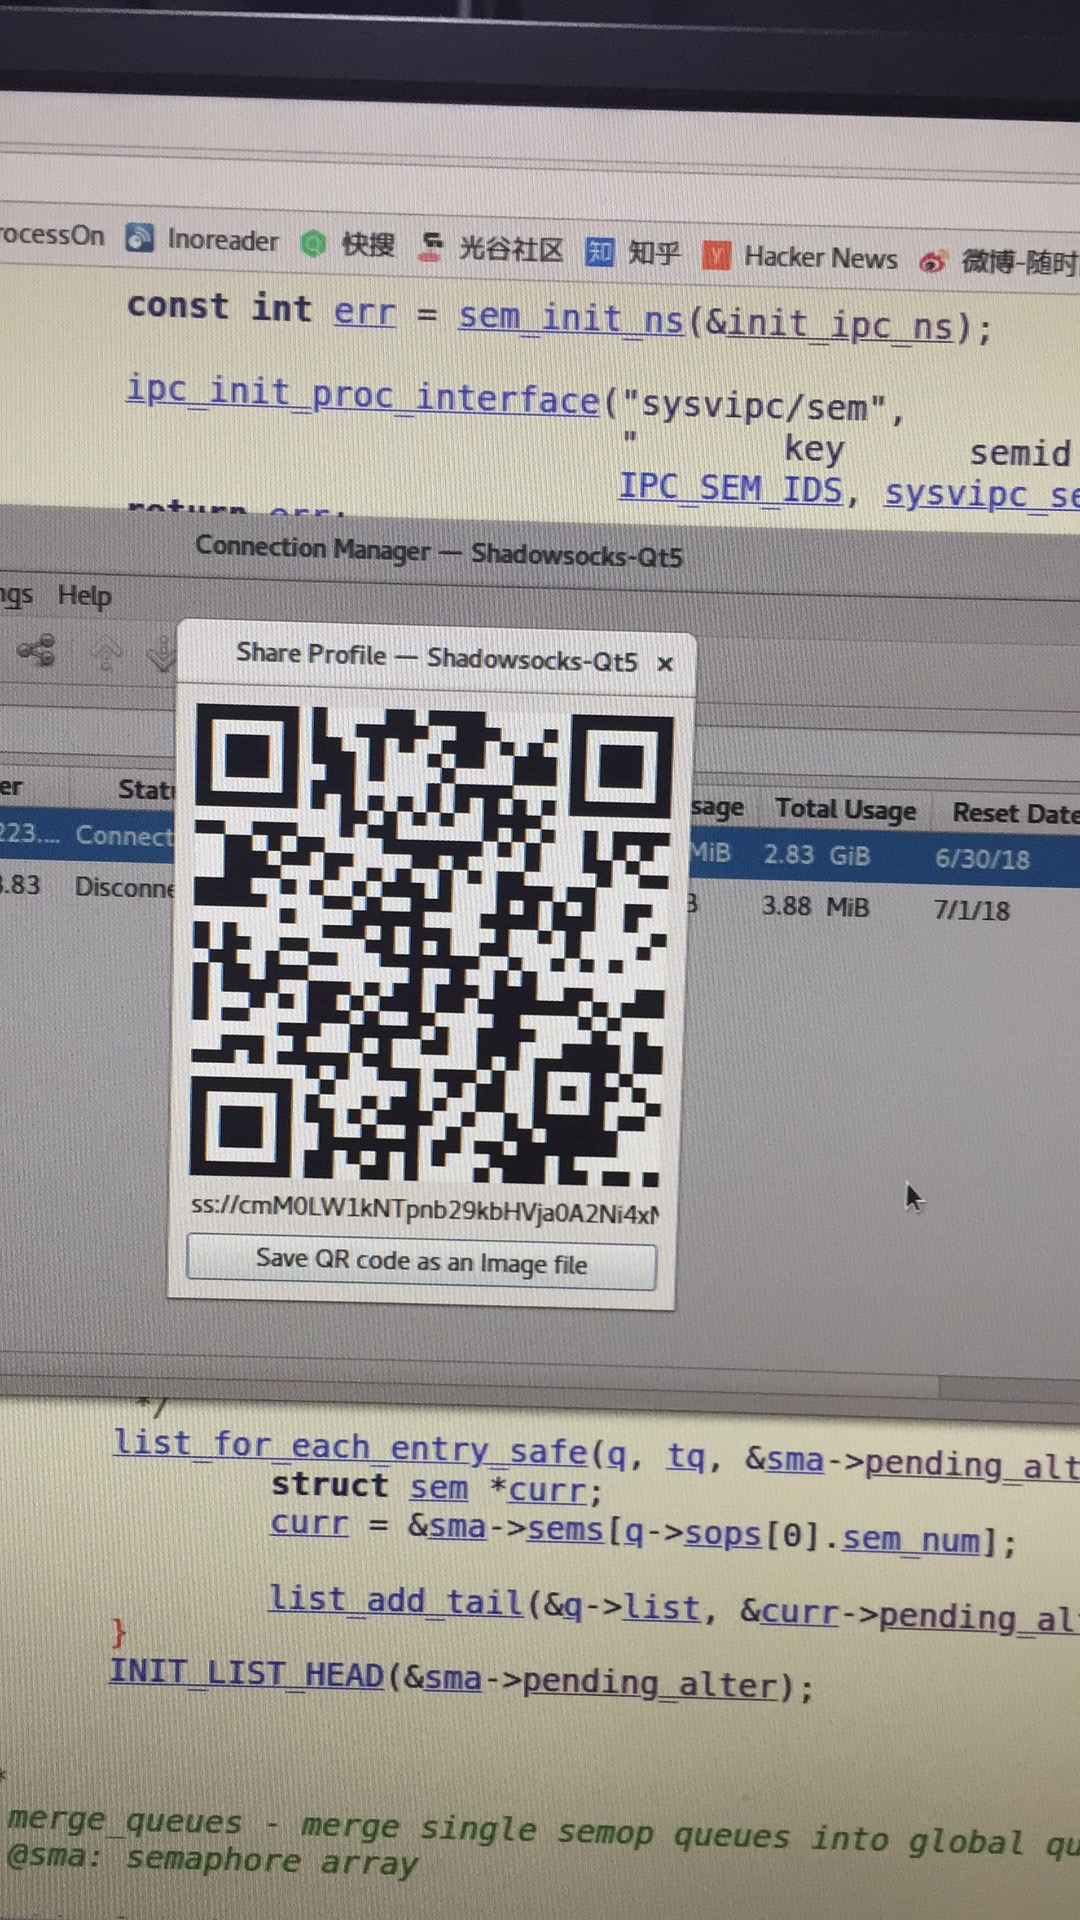 ocessOn Inoreader 快搜 光谷社区 知乎 Hacker News 微博-随时
const int err = sem_init_ns(&init_ipc_ns);
ipc_init_proc_interface("sysvipc/sem",
" key semid
IPC_SEM_IDS, sysvipc_se
return err;
Connection Manager — Shadowsocks-Qt5
ngs Help
Share Profile — Shadowsocks-Qt5 ×
er Stat sage Total Usage Reset Date
223.... Connect MiB 2.83 GiB 6/30/18
.83 Disconne 3.88 MiB 7/1/18
ss://cmM0LW1kNTpnb29kbHVja0A2Ni4x
Save QR code as an Image file
*/
list_for_each_entry_safe(q, tq, &sma->pending_alt
struct sem *curr;
curr = &sma->sems[q->sops[0].sem_num];
list_add_tail(&q->list, &curr->pending_al
}
INIT_LIST_HEAD(&sma->pending_alter);
*
merge_queues - merge single semop queues into global qu
@sma: semaphore array